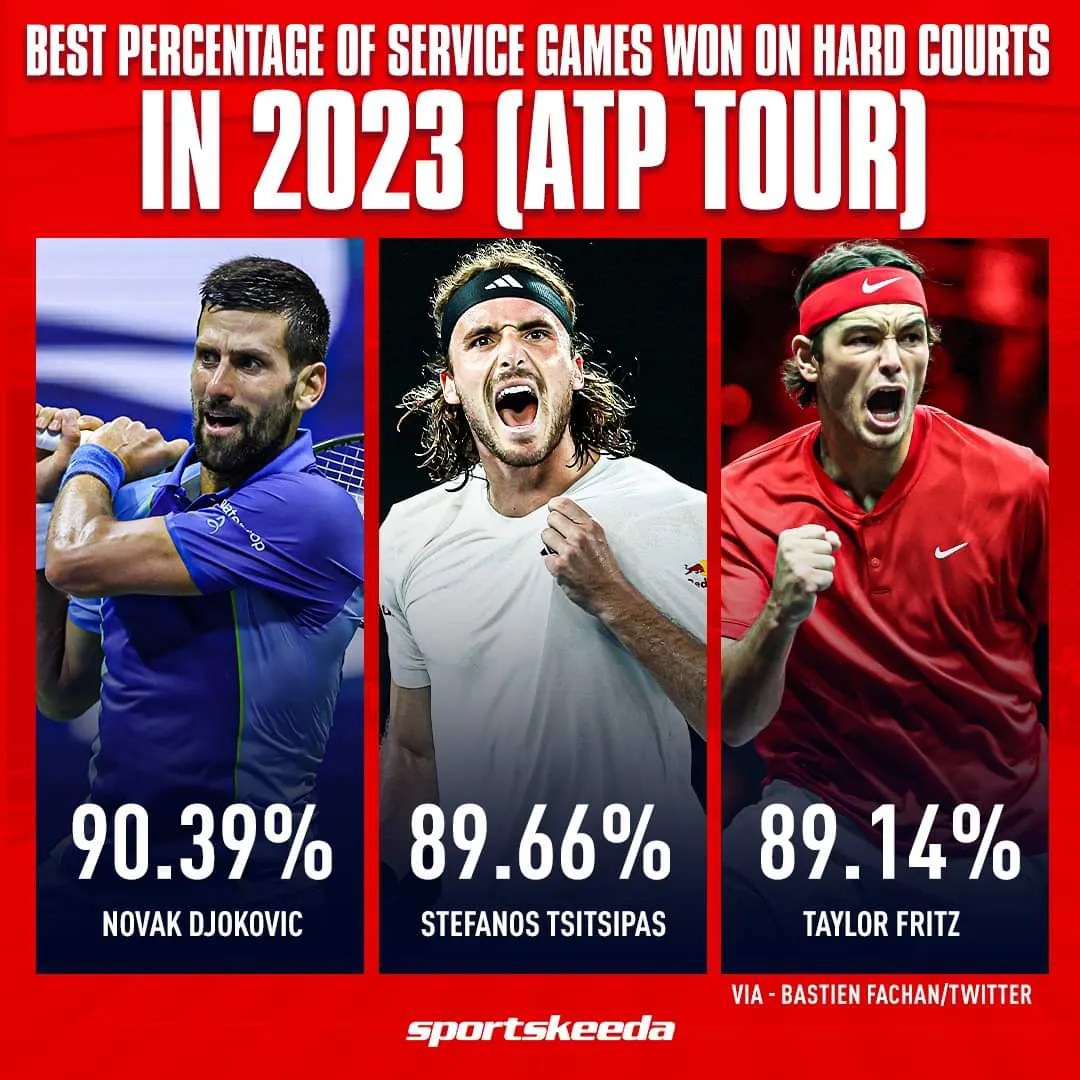 BEST PERCENTAGE OF SERVICE GAMES WON ON HARD COURTS
IN 2023 (ATP TOUR)
90.39%
NOVAK DJOKOVIC
89.66%
STEFANOS TSITSIPAS
89.14%
TAYLOR FRITZ
VIA - BASTIEN FACHAN/TWITTER
sportskeeda